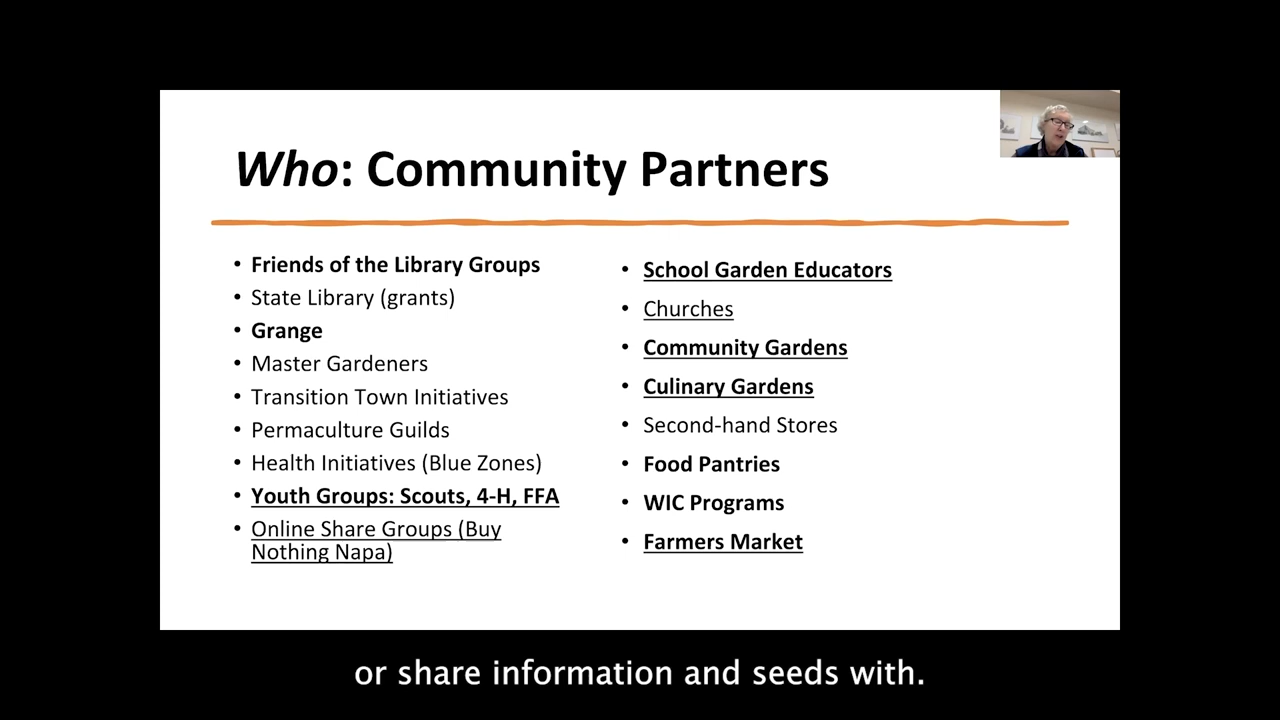 Who: Community Partners
• Friends of the Library Groups
• State Library (grants)
• Grange
• Master Gardeners
• Transition Town Initiatives
• Permaculture Guilds
• Health Initiatives (Blue Zones)
• Youth Groups: Scouts, 4-H, FFA
• Online Share Groups (Buy
Nothing Napa)
• School Garden Educators
• Churches
• Community Gardens
• Culinary Gardens
• Second-hand Stores
• Food Pantries
• WIC Programs
• Farmers Market
or share information and seeds with.